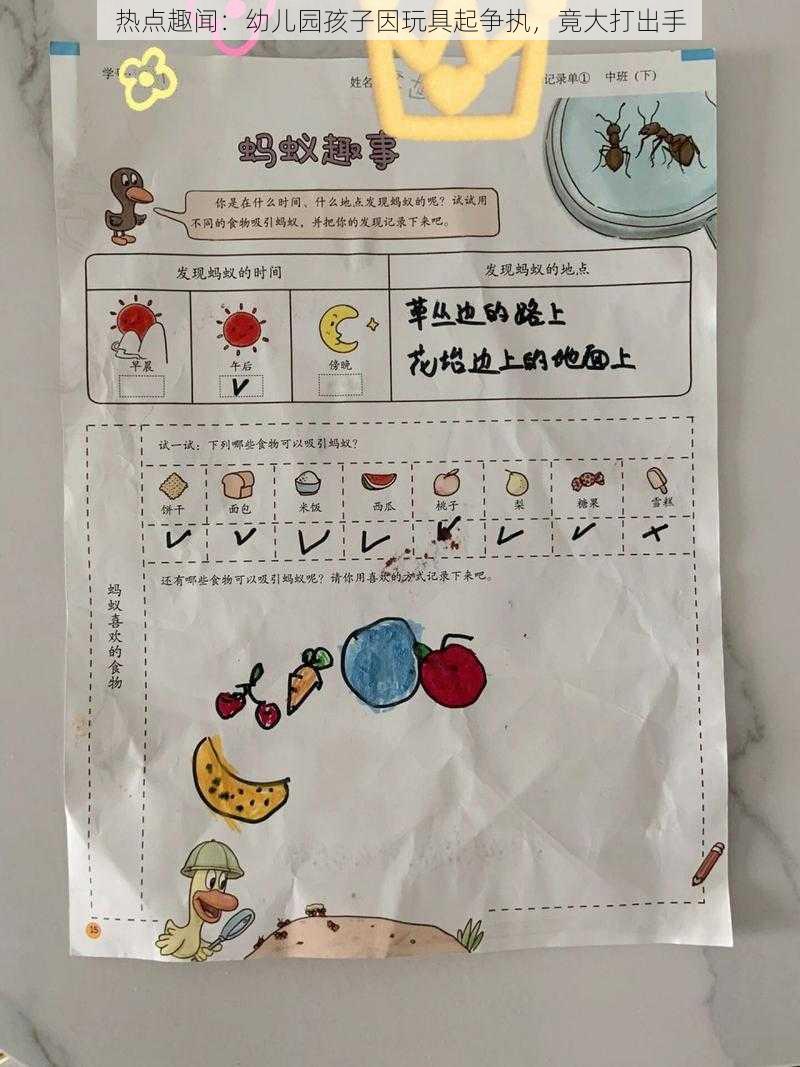 热点趣闻：幼儿园孩子因玩具起争执，竟大打出手
姓名
记录单① 中班（下）
蚂蚁趣事
你是在什么时间、什么地点发现蚂蚁的呢？试试用
不同的食物吸引蚂蚁，并把你的发现记录下来吧。
发现蚂蚁的时间 发现蚂蚁的地点
早晨 午后 傍晚
草丛边的路上
花坮边上的地面上
试一试：下列哪些食物可以吸引蚂蚁？
饼干 面包 米饭 西瓜 桃子 梨 糖果 雪糕
还有哪些食物可以吸引蚂蚁呢？请你用喜欢的方式记录下来吧。
蚂蚁喜欢的食物
15